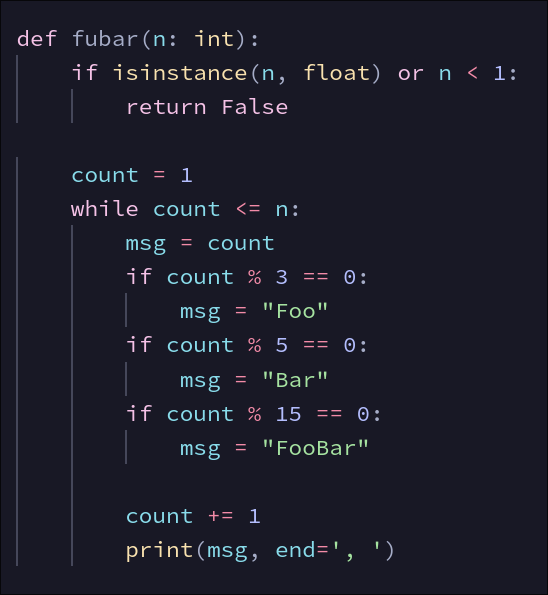 def fubar(n: int):
    if isinstance(n, float) or n < 1:
        return False

    count = 1
    while count <= n:
        msg = count
        if count % 3 == 0:
            msg = "Foo"
        if count % 5 == 0:
            msg = "Bar"
        if count % 15 == 0:
            msg = "FooBar"

        count += 1
        print(msg, end=', ')